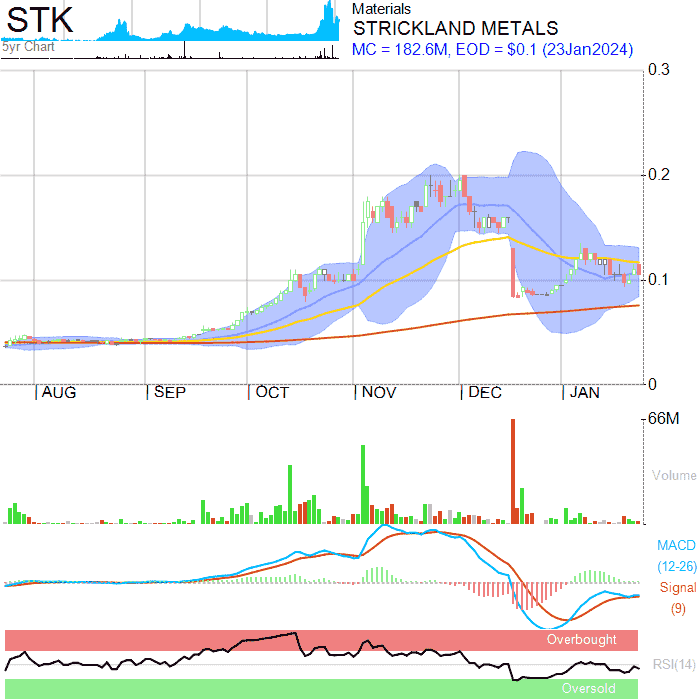 STK
5yr Chart
Materials
STRICKLAND METALS
MC = 182.6M, EOD = $0.1 (23Jan2024)
0.3
0.2
0.1
0
AUG
SEP
OCT
NOV
DEC
JAN
66M
Volume
MACD
(12-26)
Signal
(9)
Overbought
RSI(14)
Oversold